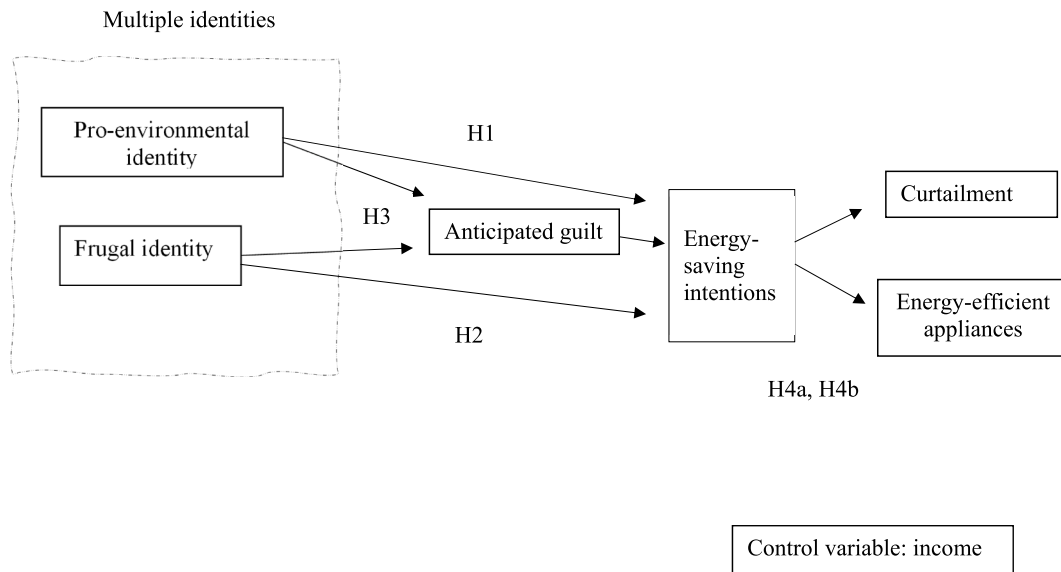 Multiple identities
Pro-environmental
identity
H1
Curtailment
H3
Anticipated guilt
Frugal identity
Energy-
saving
intentions
Energy-efficient
appliances
H2
H4a, H4b
Control variable: income